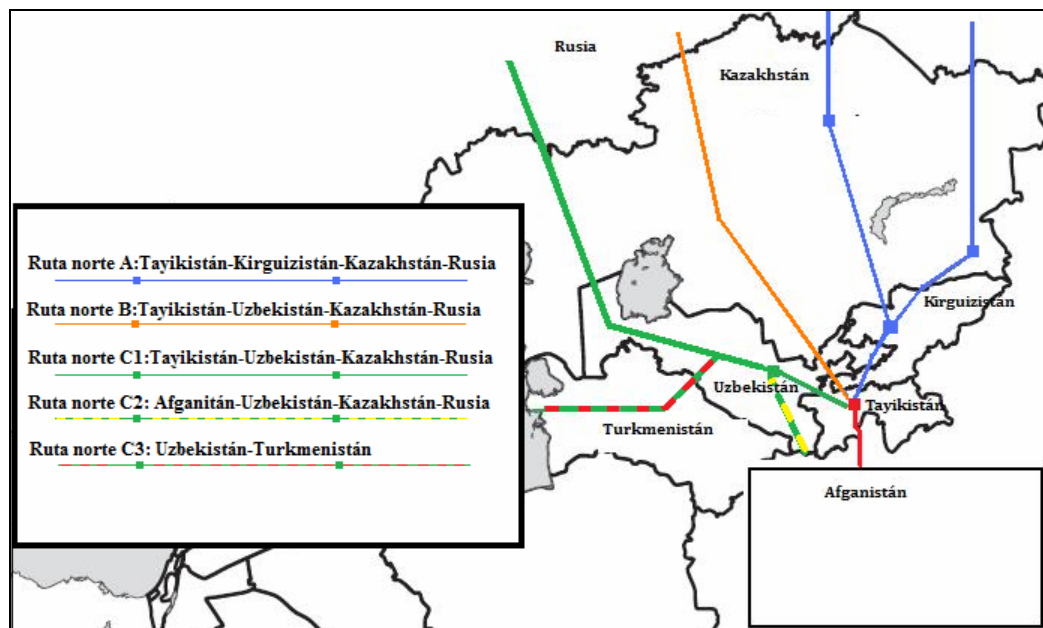 Rusia
Kazakhstán
Ruta norte A:Tayikistán-Kirguizistán-Kazakhstán-Rusia
Ruta norte B:Tayikistán-Uzbekistán-Kazakhstán-Rusia
Ruta norte C1:Tayikistán-Uzbekistán-Kazakhstán-Rusia
Ruta norte C2: Afganitán-Uzbekistán-Kazakhstán-Rusia
Ruta norte C3: Uzbekistán-Turkmenistán
Kirguizistán
Uzbekistán
Tayikistán
Turkmenistán
Afganistán